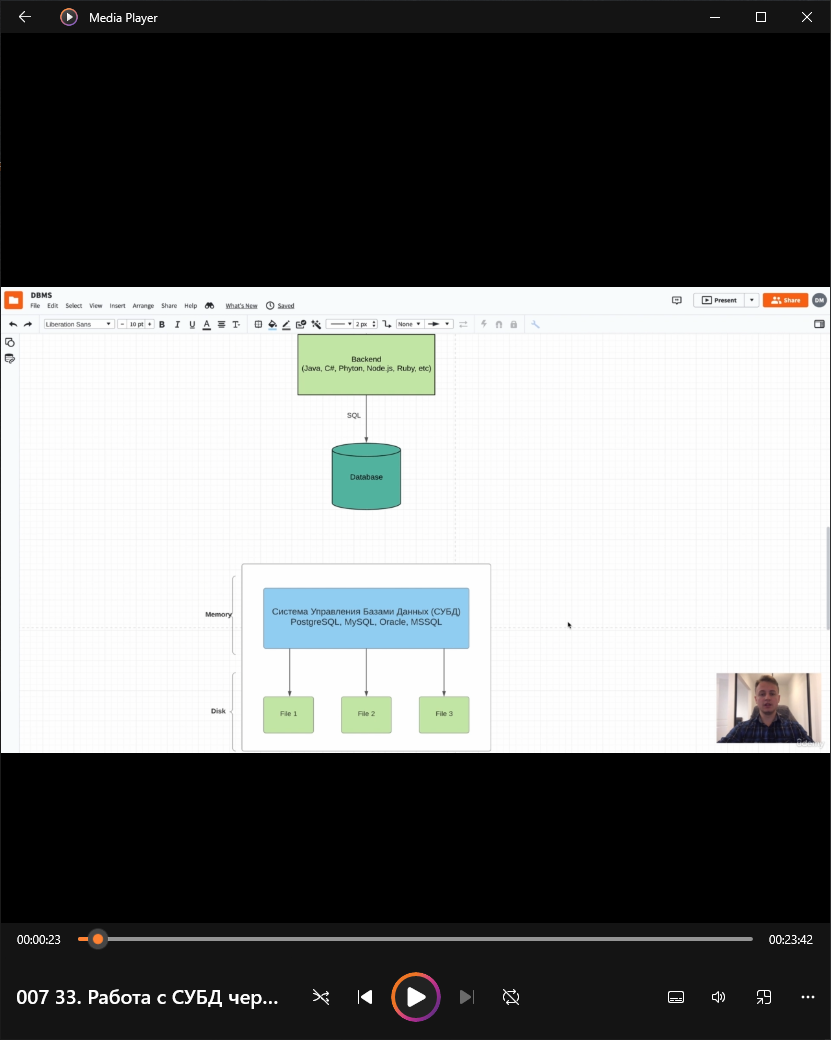 Media Player
DBMS
File Edit Select View Insert Arrange Share Help What's New Saved
Present Share DM
Liberation Sans 10 pt B I U A T 2 px None
Backend
(Java, C#, Phyton, Node.js, Ruby, etc)
SQL
Database
Memory
Система Управления Базами Данных (СУБД)
PostgreSQL, MySQL, Oracle, MSSQL
Disk
File 1 File 2 File 3
Udemy
00:00:23 00:23:42
007 33. Работа с СУБД чер...